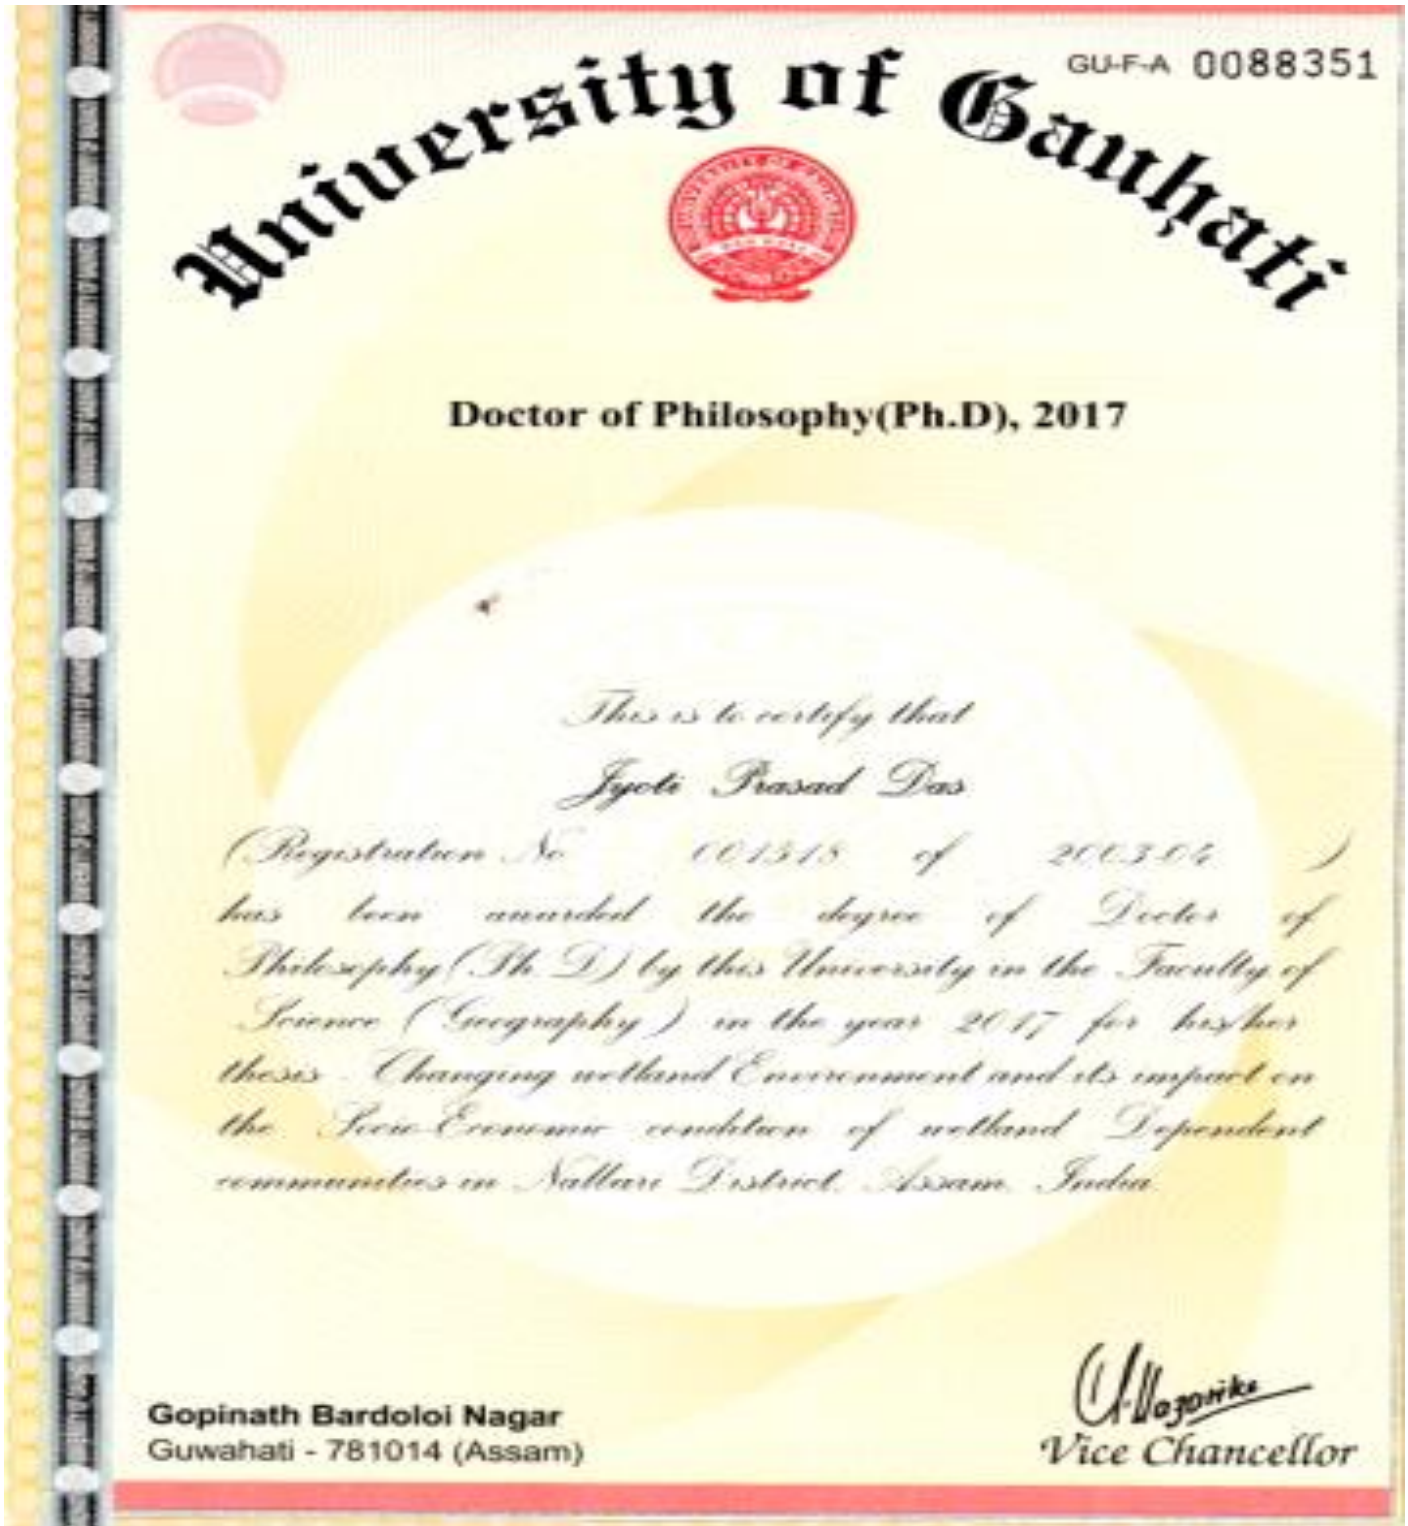 GU-F-A 0088351
University of Gauhati
Doctor of Philosophy(Ph.D), 2017
This is to certify that
Jyoti Prasad Das
(Registration No. 001518 of 2003-04 )
has been awarded the degree of Doctor of
Philosophy (Ph.D) by this University in the Faculty of
Science (Geography) in the year 2017 for his/her
thesis Changing wetland Environment and its impact on
the Socio-Economic condition of wetland Dependent
communities in Nalbari District, Assam, India.
Gopinath Bardoloi Nagar
Guwahati - 781014 (Assam)
Vice Chancellor